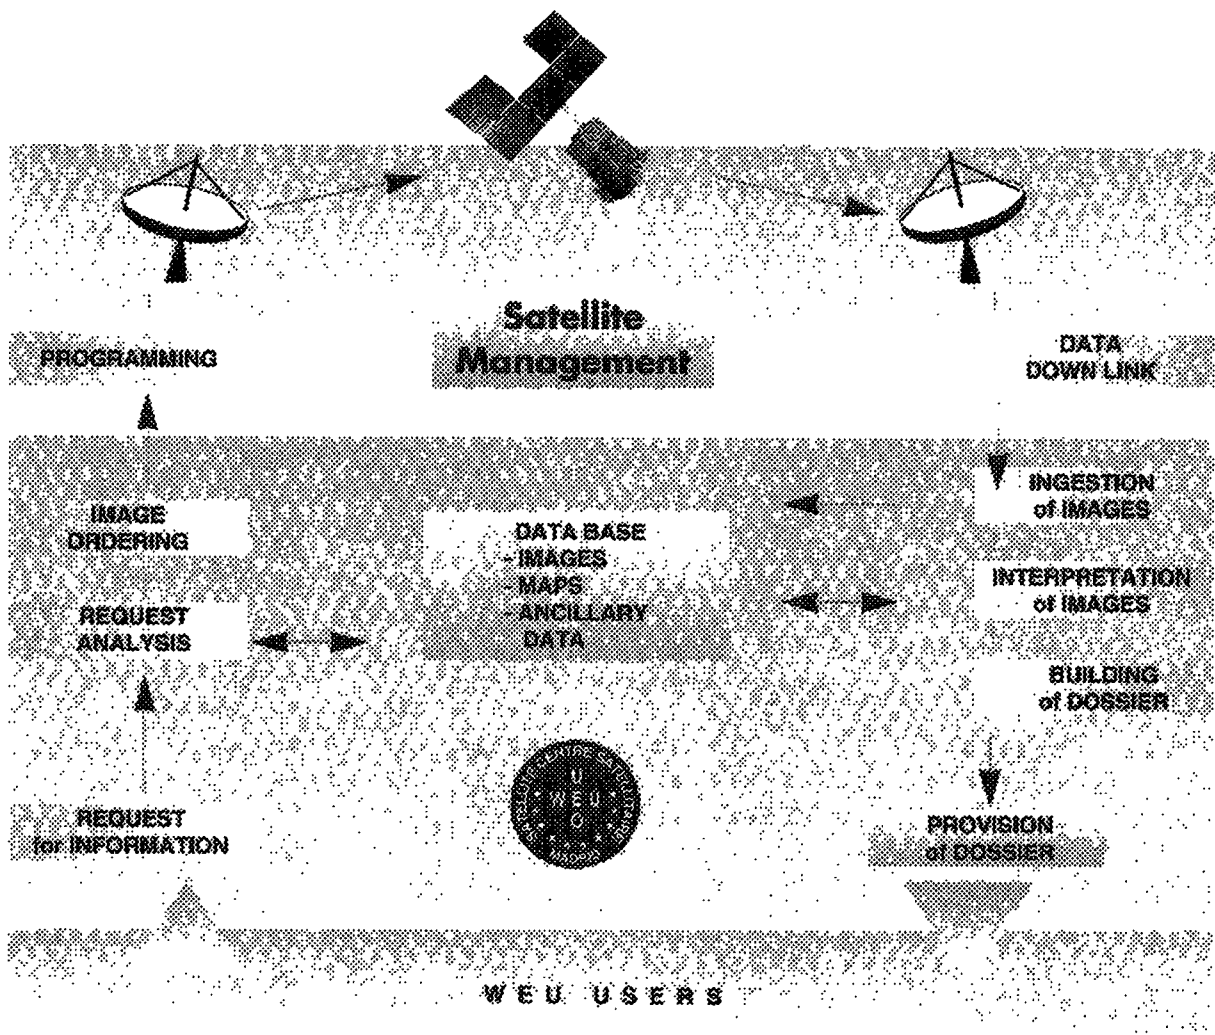 Satellite
Management
PROGRAMMING
DATA
DOWN LINK
IMAGE
ORDERING
REQUEST
ANALYSIS
DATA BASE
- IMAGES
- MAPS
- ANCILLARY
DATA
INGESTION
of IMAGES
INTERPRETATION
of IMAGES
BUILDING
of DOSSIER
REQUEST
for INFORMATION
U
W E U
O
PROVISION
of DOSSIER
WEU USERS